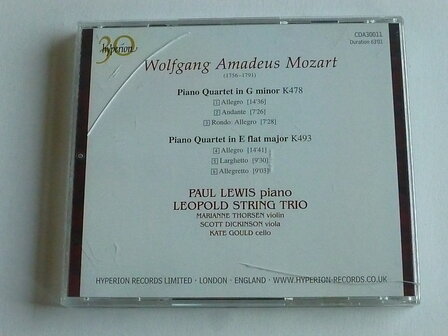 30
hyperion
CDA30011
Duration 63'01
Wolfgang Amadeus Mozart
(1756–1791)
Piano Quartet in G minor K478
1 Allegro [14'36]
2 Andante [7'26]
3 Rondo: Allegro [7'28]
Piano Quartet in E flat major K493
4 Allegro [14'41]
5 Larghetto [9'30]
6 Allegretto [9'03]
PAUL LEWIS piano
LEOPOLD STRING TRIO
MARIANNE THORSEN violin
SCOTT DICKINSON viola
KATE GOULD cello
HYPERION RECORDS LIMITED · LONDON · ENGLAND · WWW.HYPERION-RECORDS.CO.UK